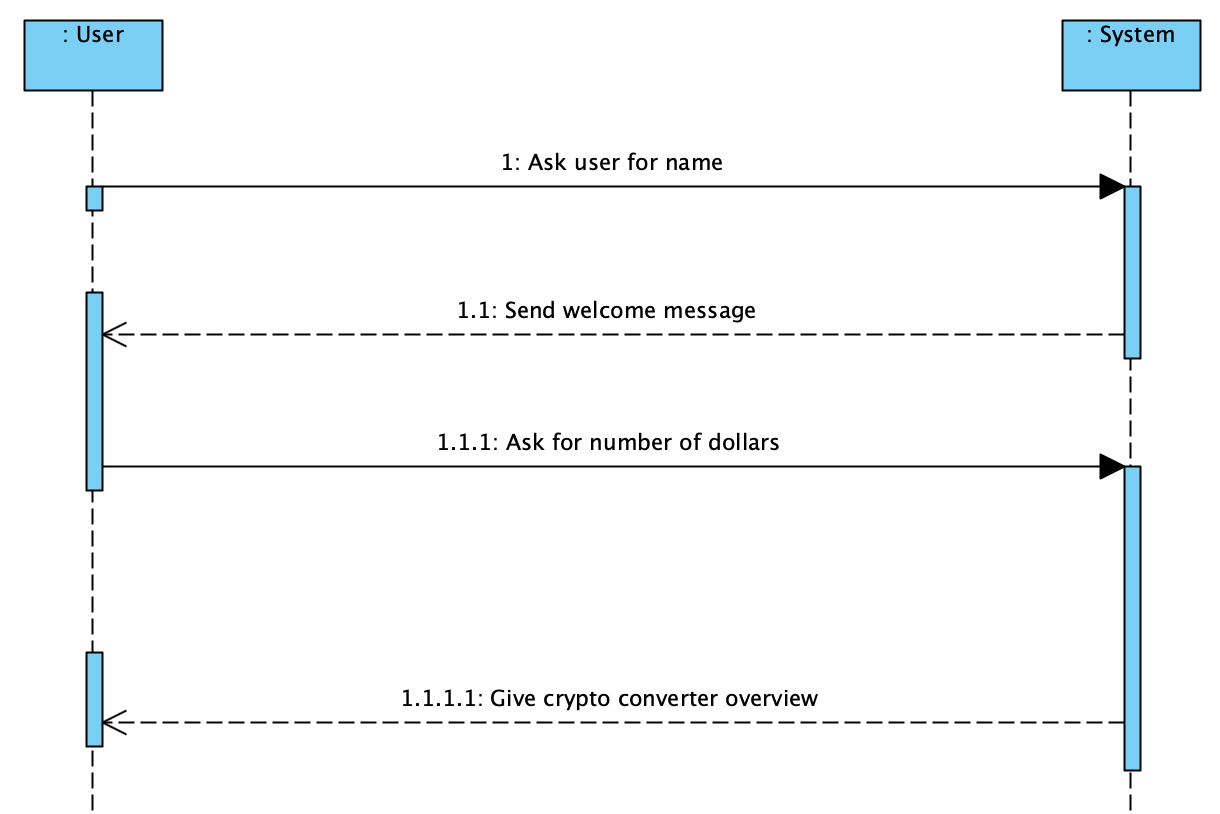 : User
: System
1: Ask user for name
1.1: Send welcome message
1.1.1: Ask for number of dollars
1.1.1.1: Give crypto converter overview